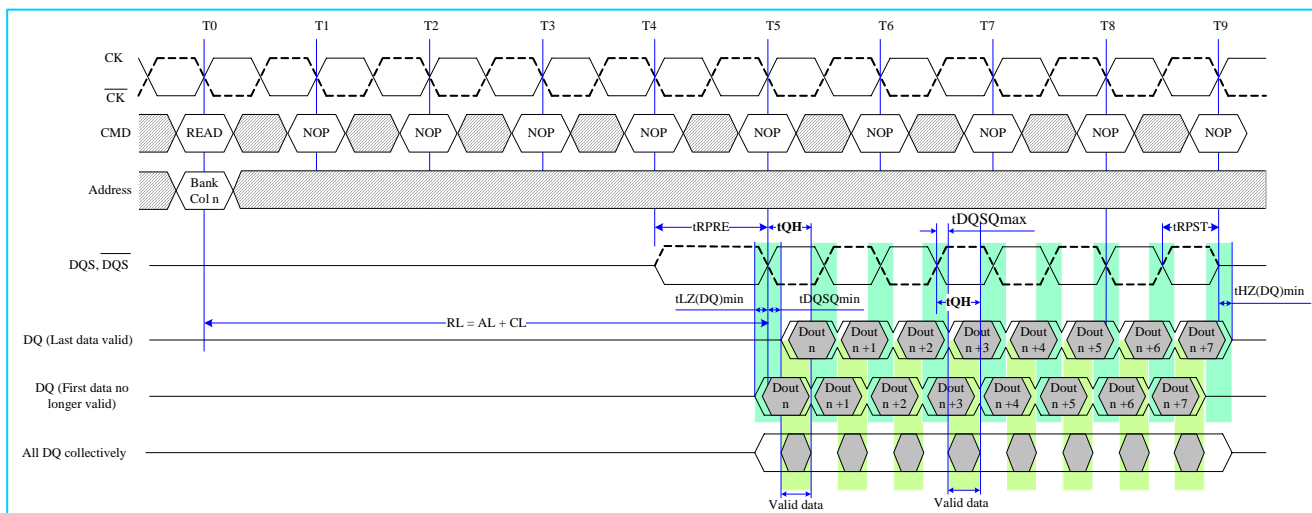 T0 T1 T2 T3 T4 T5 T6 T7 T8 T9
CK
CK
CMD READ NOP NOP NOP NOP NOP NOP NOP NOP NOP
Address Bank
Col n
tRPRE tQH tDQSQmax tRPST
DQS, DQS
tLZ(DQ)min tDQSQmin tQH tHZ(DQ)min
RL = AL + CL
DQ (Last data valid)
Dout Dout Dout Dout Dout Dout Dout Dout
n n +1 n +2 n +3 n +4 n +5 n +6 n +7
DQ (First data no
longer valid)
Dout Dout Dout Dout Dout Dout Dout Dout
n n +1 n +2 n +3 n +4 n +5 n +6 n +7
All DQ collectively
Valid data Valid data